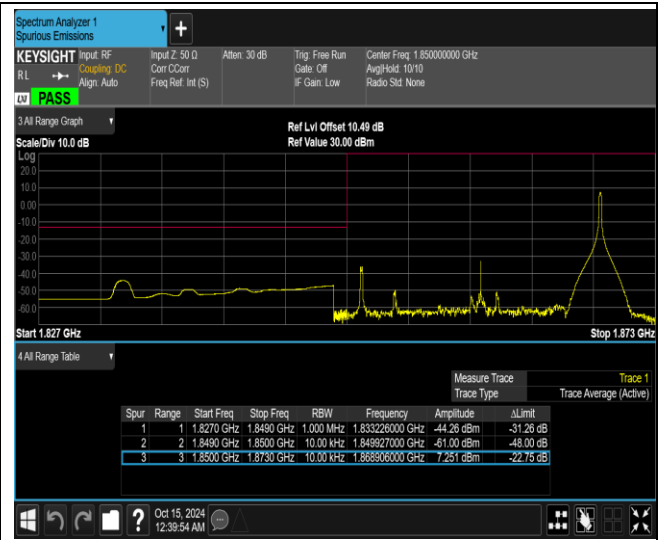 Spectrum Analyzer 1
Spurious Emissions
+
KEYSIGHT Input: RF Input Z: 50 Ω Atten: 30 dB Trig: Free Run Center Freq: 1.850000000 GHz
RL Coupling: DC Corr CCorr Gate: Off Avg|Hold: 10/10
Align: Auto Freq Ref: Int (S) IF Gain: Low Radio Std: None
LXI PASS
3 All Range Graph
Ref Lvl Offset 10.49 dB
Scale/Div 10.0 dB Ref Value 30.00 dBm
Log
20.0
10.0
0.00
-10.0
-20.0
-30.0
-40.0
-50.0
-60.0
Start 1.827 GHz Stop 1.873 GHz
4 All Range Table
Measure Trace Trace 1
Trace Type Trace Average (Active)
Spur Range Start Freq Stop Freq RBW Frequency Amplitude ΔLimit
1 1 1.8270 GHz 1.8490 GHz 1.000 MHz 1.833226000 GHz -44.26 dBm -31.26 dB
2 2 1.8490 GHz 1.8500 GHz 10.00 kHz 1.849927000 GHz -61.00 dBm -48.00 dB
3 3 1.8500 GHz 1.8730 GHz 10.00 kHz 1.868906000 GHz 7.251 dBm -22.75 dB
? Oct 15, 2024
12:39:54 AM